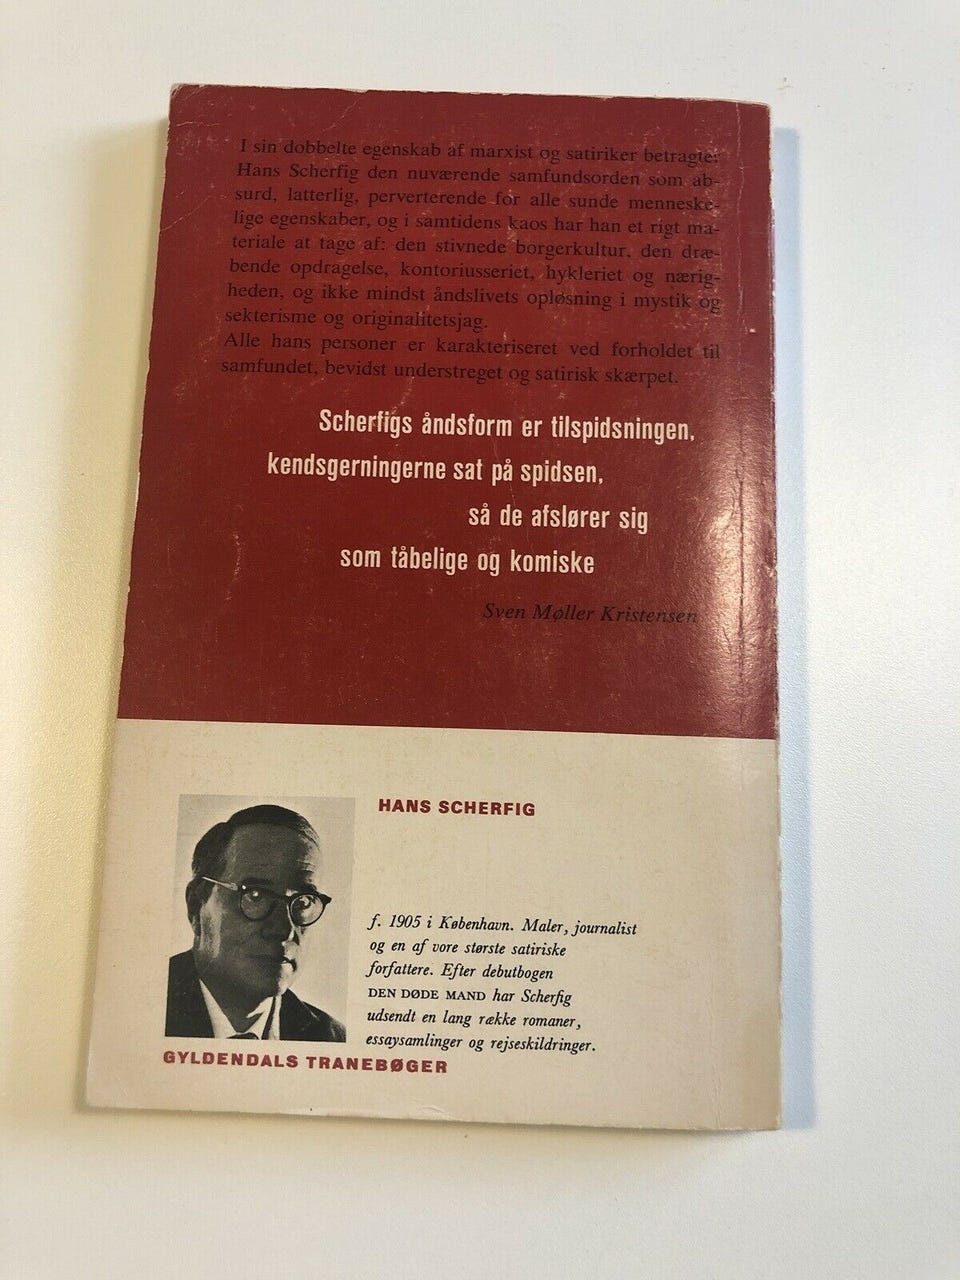 I sin dobbelte egenskab af marxist og satiriker betragter
Hans Scherfig den nuværende samfundsorden som ab-
surd, latterlig, perverterende for alle sunde menneske-
lige egenskaber, og i samtidens kaos har han et rigt ma-
teriale at tage af: den stivnede borgerkultur, den dræ-
bende opdragelse, kontoriusseriet, hykleriet og nærig-
heden, og ikke mindst åndslivets opløsning i mystik og
sekterisme og originalitetsjag.
Alle hans personer er karakteriseret ved forholdet til
samfundet, bevidst understreget og satirisk skærpet.
Scherfigs åndsform er tilspidsningen,
kendsgerningerne sat på spidsen,
så de afslører sig
som tåbelige og komiske
Sven Møller Kristensen
HANS SCHERFIG
f. 1905 i København. Maler, journalist
og en af vore største satiriske
forfattere. Efter debutbogen
DEN DØDE MAND har Scherfig
udsendt en lang række romaner,
essaysamlinger og rejseskildringer.
GYLDENDALS TRANEBØGER